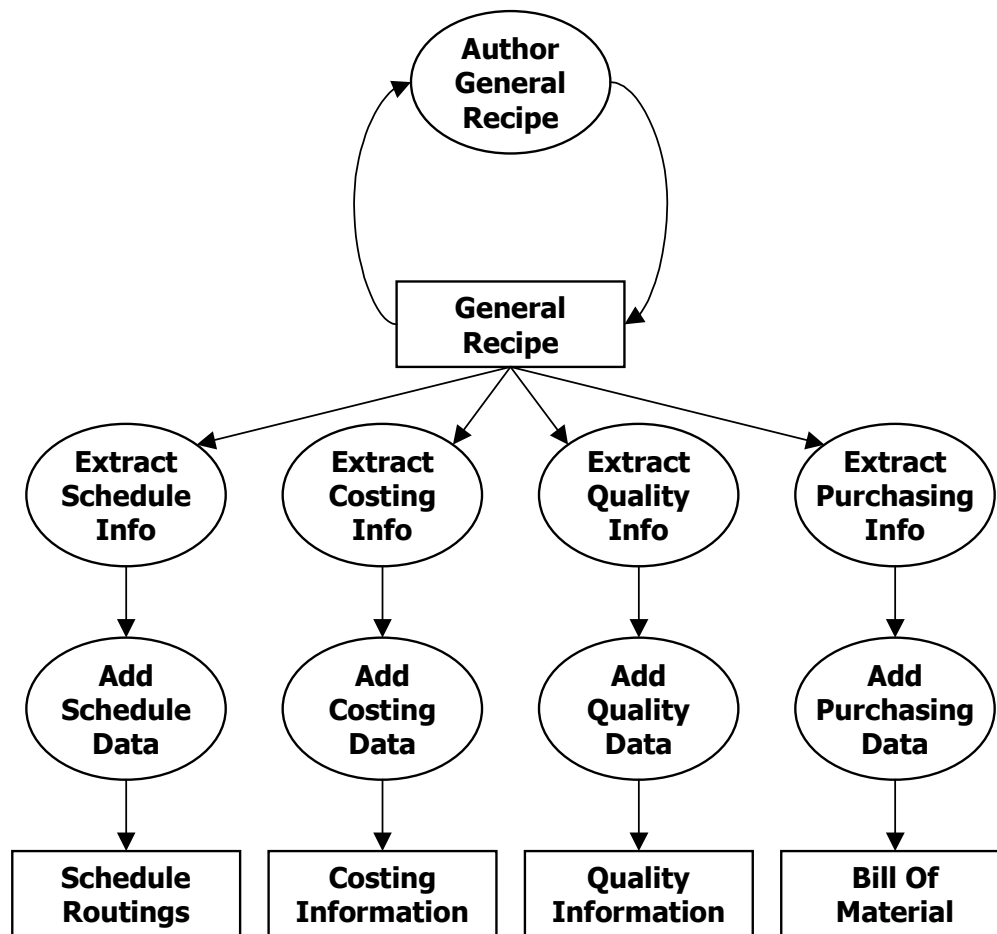 Author
General
Recipe
General
Recipe
Extract
Schedule
Info
Extract
Costing
Info
Extract
Quality
Info
Extract
Purchasing
Info
Add
Schedule
Data
Add
Costing
Data
Add
Quality
Data
Add
Purchasing
Data
Schedule
Routings
Costing
Information
Quality
Information
Bill Of
Material